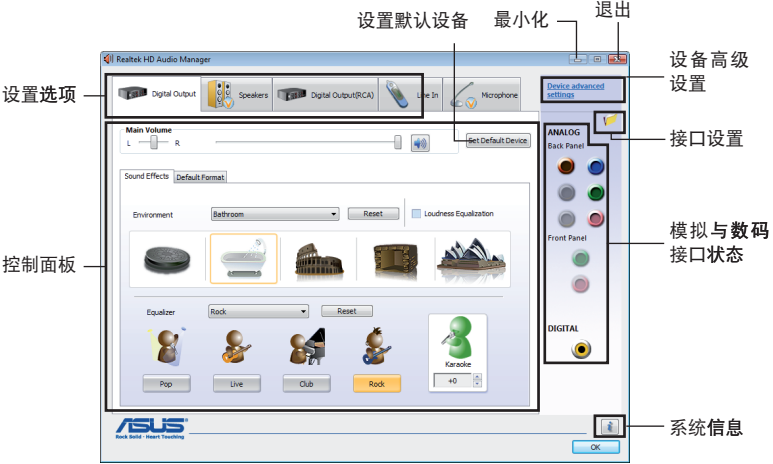 退出
设置默认设备
最小化
Realtek HD Audio Manager
设备高级
设置
设置选项
Digital Output
Speakers
Digital Output(RCA)
Line In
Microphone
Device advanced
settings
接口设置
Main Volume
L
R
Set Default Device
ANALOG
Back Panel
Sound Effects
Default Format
Environment
Bathroom
Reset
Loudness Equalization
模拟与数码
接口状态
Front Panel
控制面板
Equalizer
Rock
Reset
DIGITAL
Karaoke
Pop
Live
Club
Rock
+0
ASUS
Rock Solid · Heart Touching
系统信息
OK